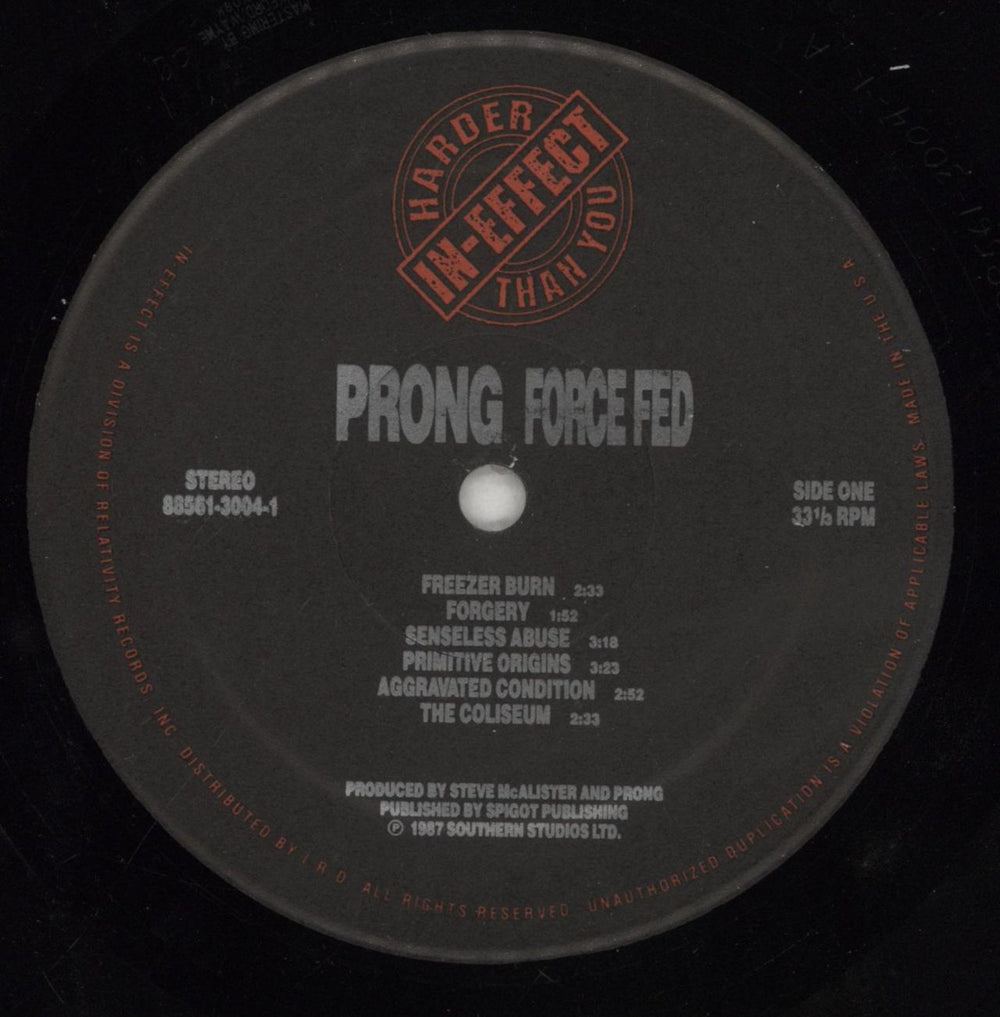 HARDER
IN-EFFECT
THAN YOU
PRONG FORCE FED
STEREO
88561-3004-1
SIDE ONE
33⅓ RPM
FREEZER BURN 2:33
FORGERY 1:52
SENSELESS ABUSE 3:18
PRIMITIVE ORIGINS 3:23
AGGRAVATED CONDITION 2:52
THE COLISEUM 2:33
PRODUCED BY STEVE McALISTER AND PRONG
PUBLISHED BY SPIGOT PUBLISHING
℗ 1987 SOUTHERN STUDIOS LTD.
IN-EFFECT IS A DIVISION OF RELATIVITY RECORDS, INC. DISTRIBUTED BY I.R.D. ALL RIGHTS RESERVED. UNAUTHORIZED DUPLICATION IS A VIOLATION OF APPLICABLE LAWS. MADE IN THE U S A
MASTERING BY